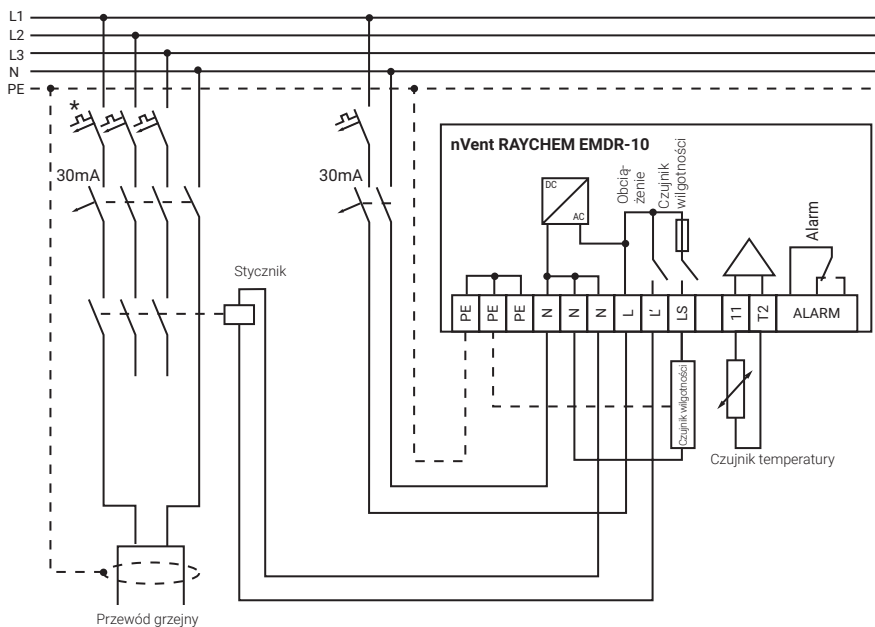 L1
L2
L3
N
PE
*
30mA
30mA
nVent RAYCHEM EMDR-10
DC
AC
Obcią-
żenie
Czujnik
wilgotności
Alarm
Stycznik
PE
PE
PE
N
N
N
L
L'
LS
11
T2
ALARM
Czujnik wilgotności
Czujnik temperatury
Przewód grzejny